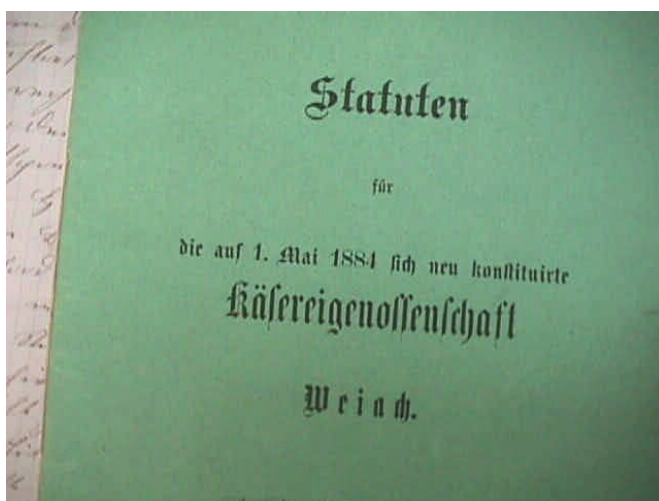 Statuten
für
die auf 1. Mai 1884 sich neu konstituirte
Käsereigenossenschaft
Weiach.